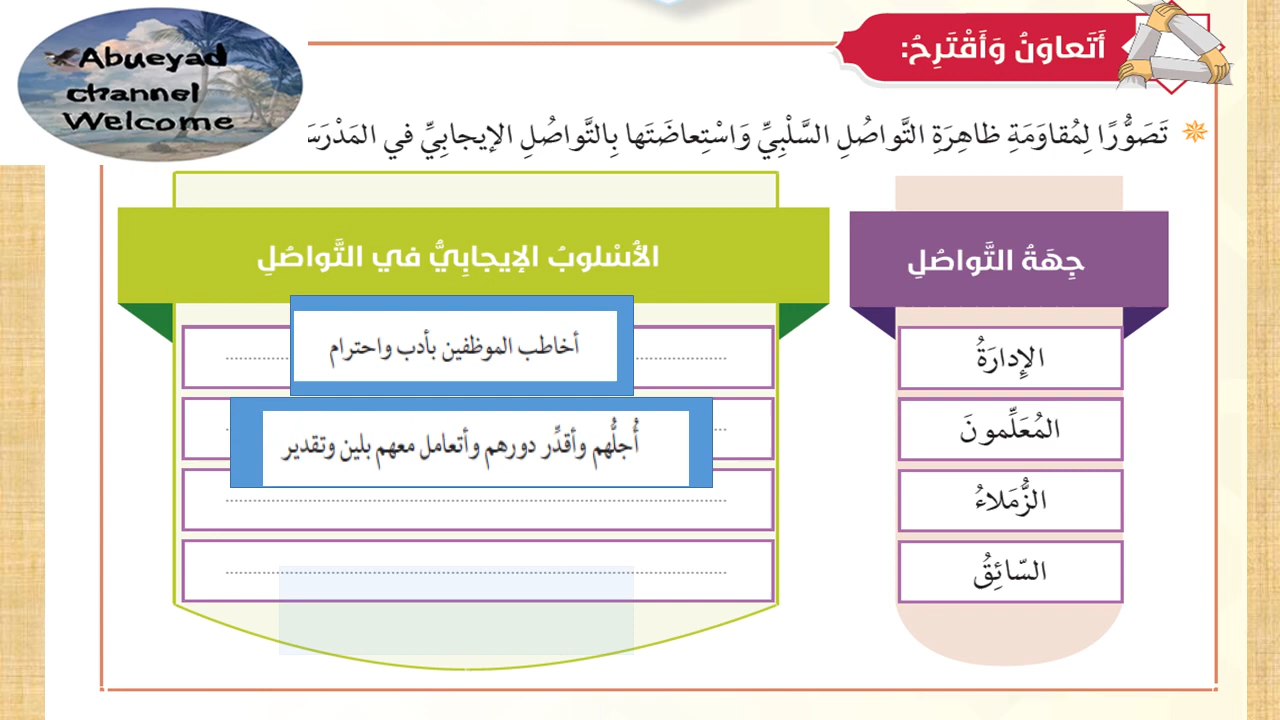 Abueyad
channel
Welcome
أَتَعاوَنُ وَأَقْتَرِحُ:
تَصَوُّرًا لِمُقاوَمَةِ ظاهِرَةِ التَّواصُلِ السَّلْبِيِّ وَاسْتِعاضَتَها بِالتَّواصُلِ الإيجابِيِّ في المَدْرَسَ
جِهَةُ التَّواصُلِ
الأُسْلوبُ الإيجابِيُّ في التَّواصُلِ
الإِدارَةُ
أخاطب الموظفين بأدب واحترام
المُعَلِّمونَ
أُجلُّهم وأقدِّر دورهم وأتعامل معهم بلين وتقدير
الزُّمَلاءُ
السّائِقُ